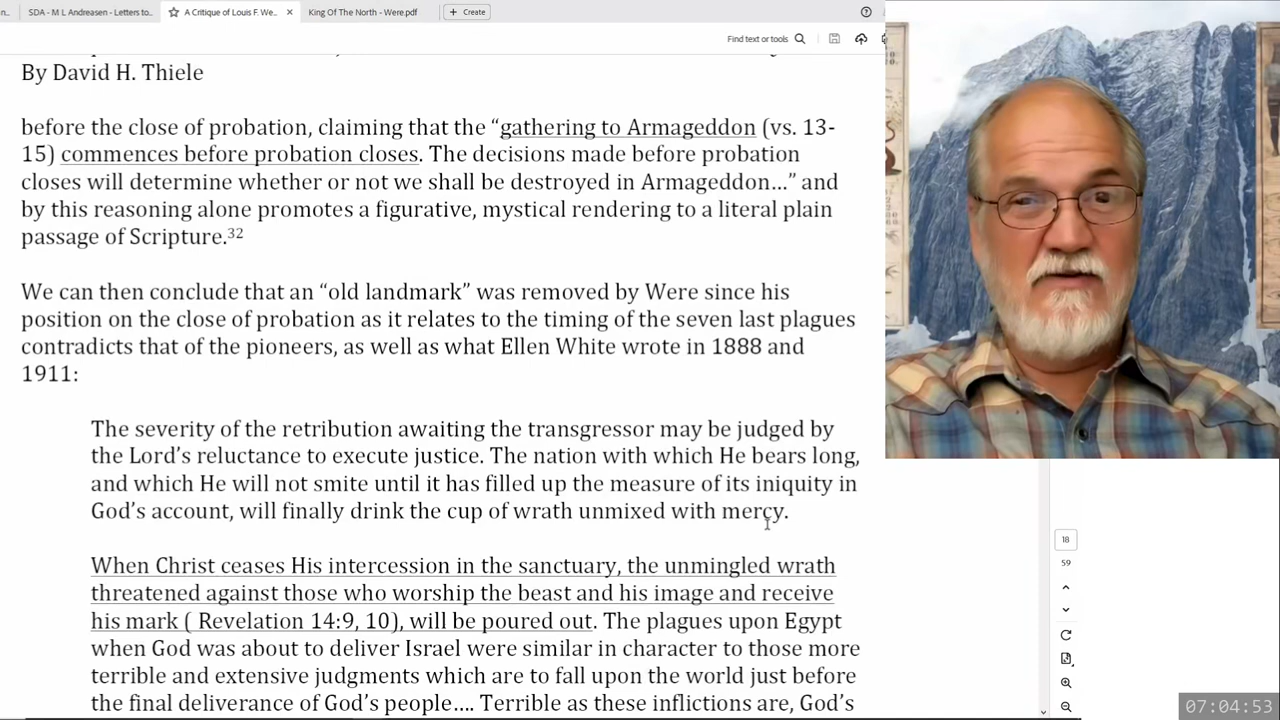 SDA - M L Andreasen - Letters to...
A Critique of Louis F. We...
King Of The North - Were.pdf
+ Create
Find text or tools
By David H. Thiele
before the close of probation, claiming that the “gathering to Armageddon (vs. 13-
15) commences before probation closes. The decisions made before probation
closes will determine whether or not we shall be destroyed in Armageddon…” and
by this reasoning alone promotes a figurative, mystical rendering to a literal plain
passage of Scripture.32
We can then conclude that an “old landmark” was removed by Were since his
position on the close of probation as it relates to the timing of the seven last plagues
contradicts that of the pioneers, as well as what Ellen White wrote in 1888 and
1911:
The severity of the retribution awaiting the transgressor may be judged by
the Lord’s reluctance to execute justice. The nation with which He bears long,
and which He will not smite until it has filled up the measure of its iniquity in
God’s account, will finally drink the cup of wrath unmixed with mercy.
When Christ ceases His intercession in the sanctuary, the unmingled wrath
threatened against those who worship the beast and his image and receive
his mark ( Revelation 14:9, 10), will be poured out. The plagues upon Egypt
when God was about to deliver Israel were similar in character to those more
terrible and extensive judgments which are to fall upon the world just before
the final deliverance of God’s people…. Terrible as these inflictions are, God’s
18
59
07:04:53